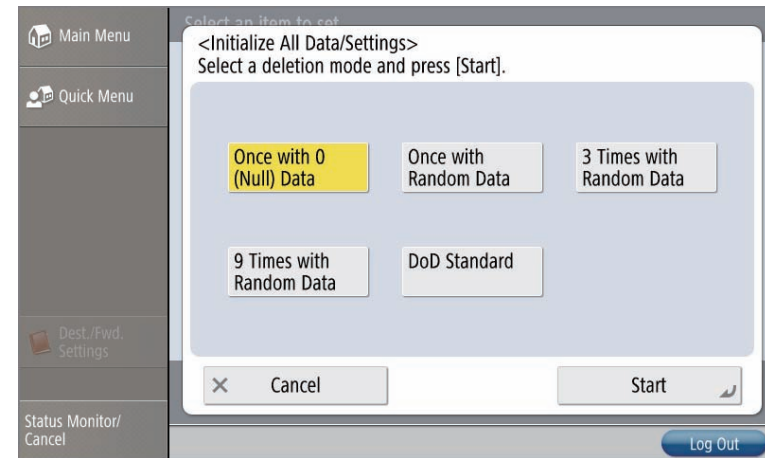 Main Menu
Quick Menu
Dest./Fwd.
Settings
Status Monitor/
Cancel
Select an item to set.
<Initialize All Data/Settings>
Select a deletion mode and press [Start].
Once with 0
(Null) Data
Once with
Random Data
3 Times with
Random Data
9 Times with
Random Data
DoD Standard
Cancel
Start
Log Out